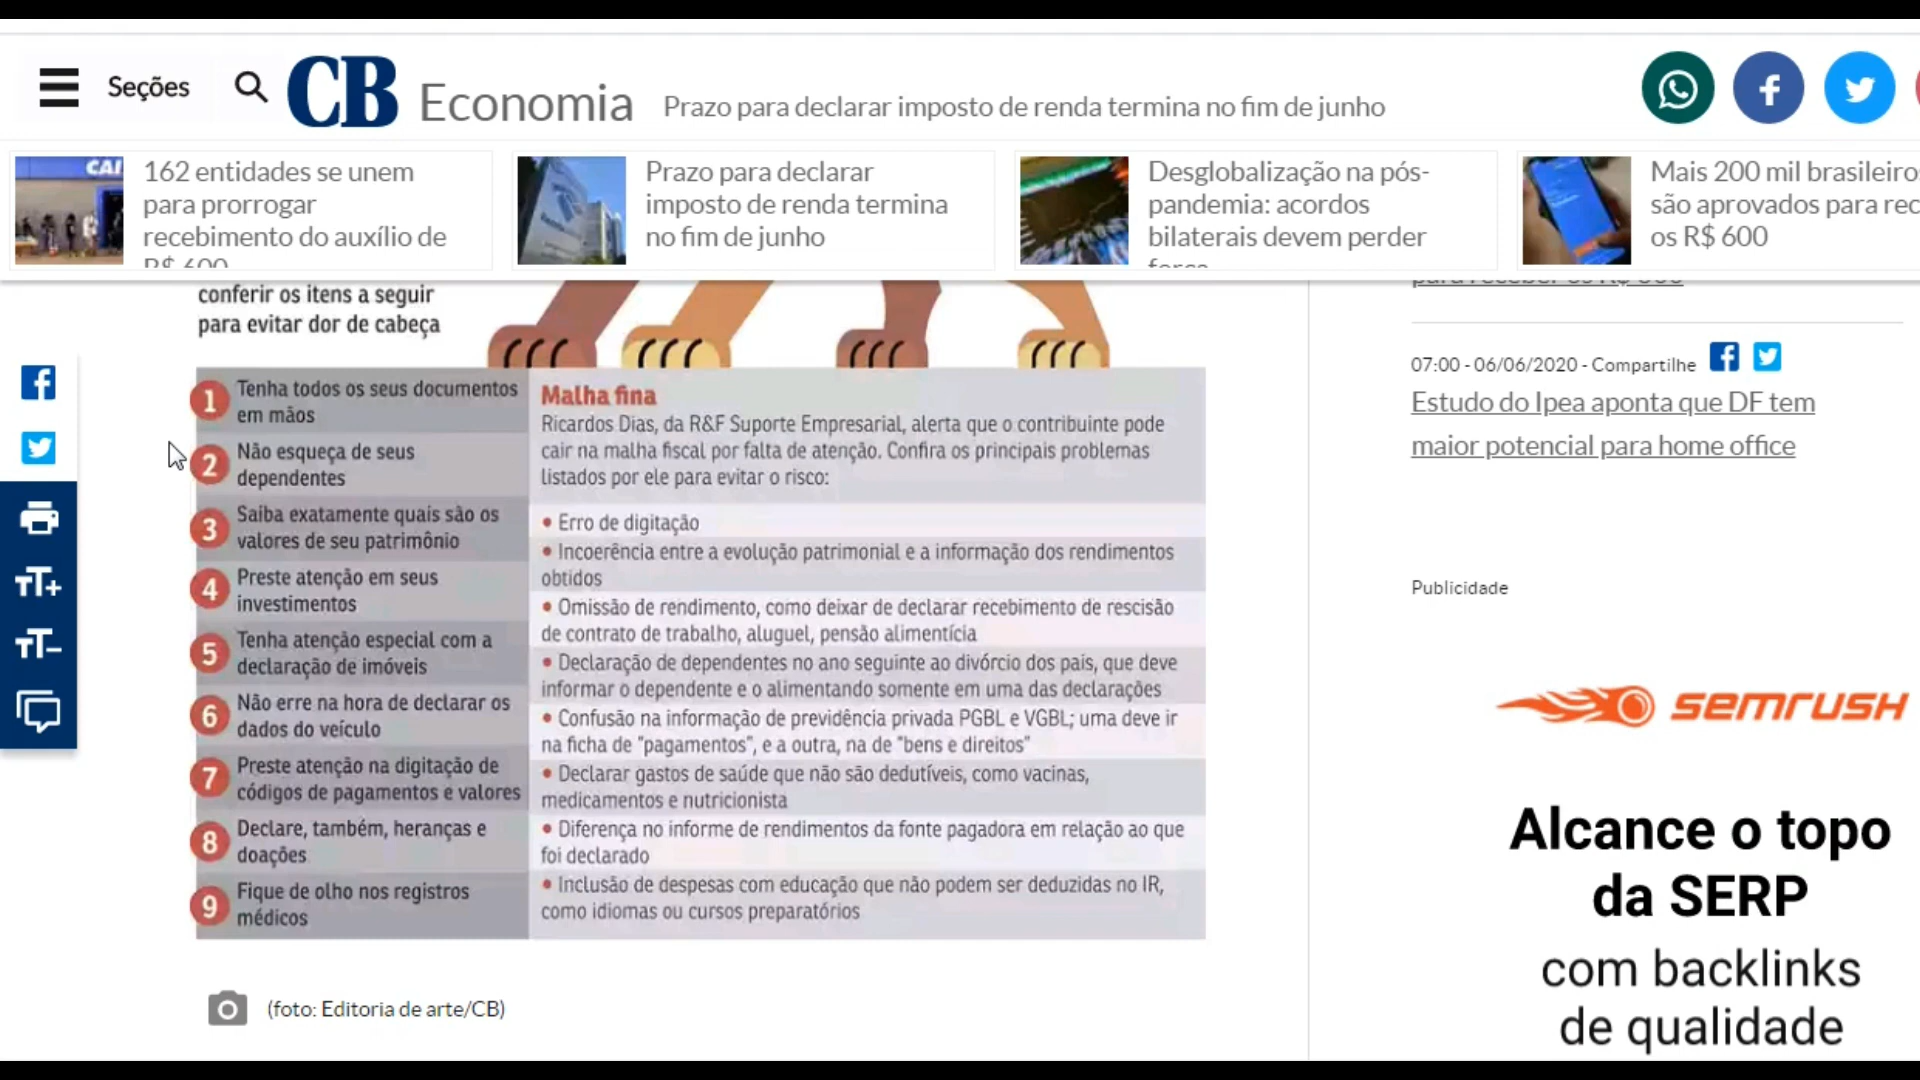 Seções
CB
Economia
Prazo para declarar imposto de renda termina no fim de junho
CAI
162 entidades se unem
para prorrogar
recebimento do auxílio de
R$ 600
Prazo para declarar
imposto de renda termina
no fim de junho
Desglobalização na pós-
pandemia: acordos
bilaterais devem perder
força
Mais 200 mil brasileiro
são aprovados para rec
os R$ 600
conferir os itens a seguir
para evitar dor de cabeça
1 Tenha todos os seus documentos
em mãos
2 Não esqueça de seus
dependentes
3 Saiba exatamente quais são os
valores de seu patrimônio
4 Preste atenção em seus
investimentos
5 Tenha atenção especial com a
declaração de imóveis
6 Não erre na hora de declarar os
dados do veículo
7 Preste atenção na digitação de
códigos de pagamentos e valores
8 Declare, também, heranças e
doações
9 Fique de olho nos registros
médicos
Malha fina
Ricardos Dias, da R&F Suporte Empresarial, alerta que o contribuinte pode
cair na malha fiscal por falta de atenção. Confira os principais problemas
listados por ele para evitar o risco:
• Erro de digitação
• Incoerência entre a evolução patrimonial e a informação dos rendimentos
obtidos
• Omissão de rendimento, como deixar de declarar recebimento de rescisão
de contrato de trabalho, aluguel, pensão alimentícia
• Declaração de dependentes no ano seguinte ao divórcio dos pais, que deve
informar o dependente e o alimentando somente em uma das declarações
• Confusão na informação de previdência privada PGBL e VGBL; uma deve ir
na ficha de "pagamentos", e a outra, na de "bens e direitos"
• Declarar gastos de saúde que não são dedutíveis, como vacinas,
medicamentos e nutricionista
• Diferença no informe de rendimentos da fonte pagadora em relação ao que
foi declarado
• Inclusão de despesas com educação que não podem ser deduzidas no IR,
como idiomas ou cursos preparatórios
(foto: Editoria de arte/CB)
para receber os R$ 600
07:00 - 06/06/2020 - Compartilhe
Estudo do Ipea aponta que DF tem
maior potencial para home office
Publicidade
semrush
Alcance o topo
da SERP
com backlinks
de qualidade
TT+
TT-